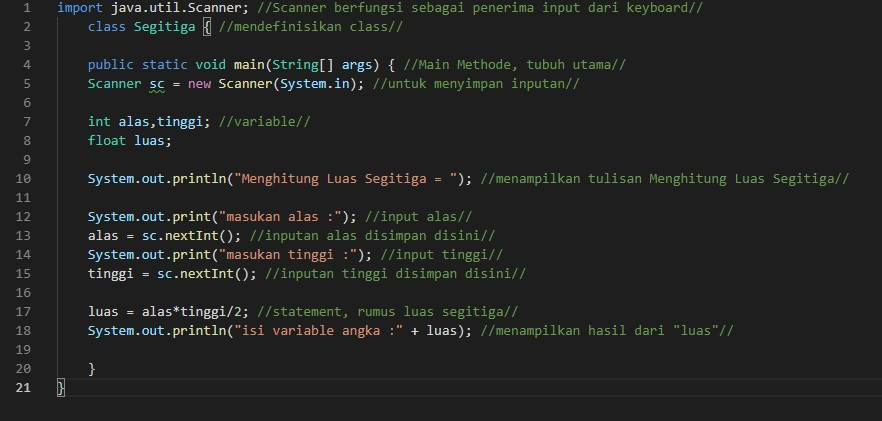 1 import java.util.Scanner; //Scanner berfungsi sebagai penerima input dari keyboard//
2 class Segitiga { //mendefinisikan class//
3
4 public static void main(String[] args) { //Main Methode, tubuh utama//
5 Scanner sc = new Scanner(System.in); //untuk menyimpan inputan//
6
7 int alas,tinggi; //variable//
8 float luas;
9
10 System.out.println("Menghitung Luas Segitiga = "); //menampilkan tulisan Menghitung Luas Segitiga//
11
12 System.out.print("masukan alas :"); //input alas//
13 alas = sc.nextInt(); //inputan alas disimpan disini//
14 System.out.print("masukan tinggi :"); //input tinggi//
15 tinggi = sc.nextInt(); //inputan tinggi disimpan disini//
16
17 luas = alas*tinggi/2; //statement, rumus luas segitiga//
18 System.out.println("isi variable angka :" + luas); //menampilkan hasil dari "luas"//
19
20 }
21 }